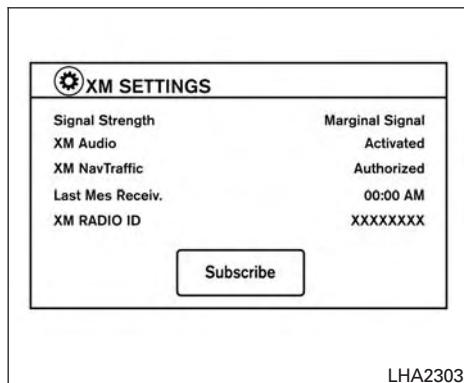 XM SETTINGS
Signal Strength Marginal Signal
XM Audio Activated
XM NavTraffic Authorized
Last Mes Receiv. 00:00 AM
XM RADIO ID XXXXXXXX
Subscribe
LHA2303